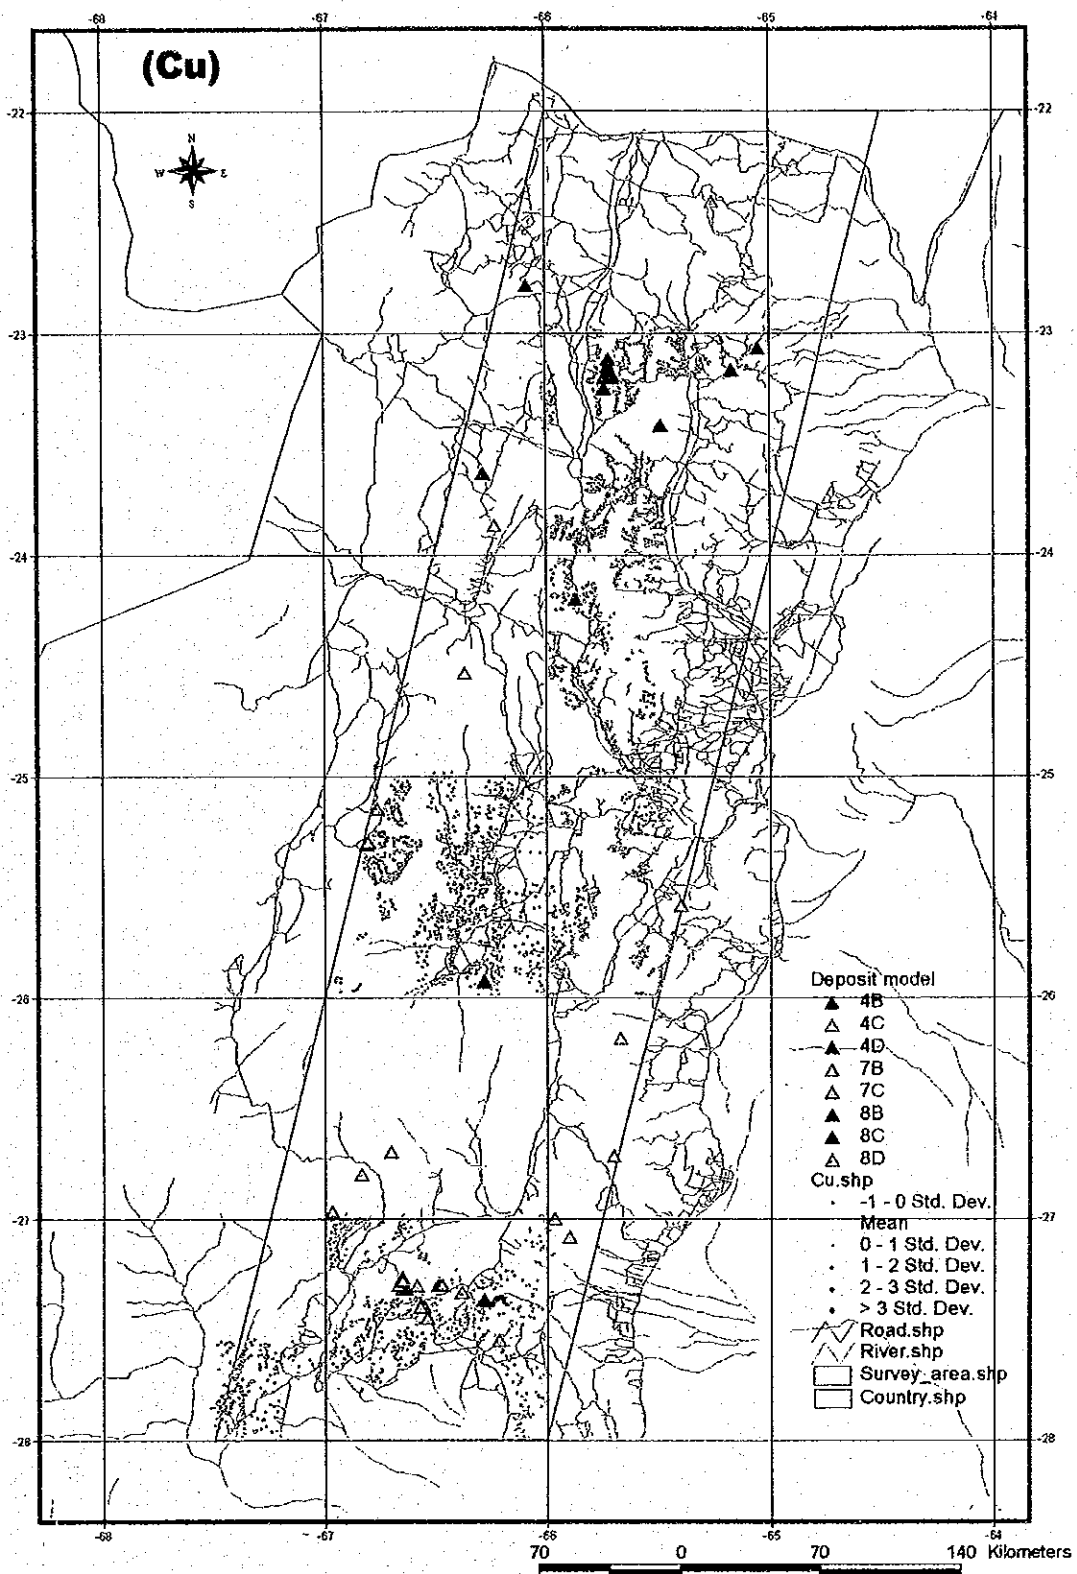 -68 -67 -66 -65 -64
(Cu)
-22 -22
N
W E
S
-23 -23
-24 -24
-25 -25
-26 -26
Deposit model
4B
4C
4D
7B
7C
8B
8C
8D
Cu.shp
-1 - 0 Std. Dev.
Mean
0 - 1 Std. Dev.
1 - 2 Std. Dev.
2 - 3 Std. Dev.
> 3 Std. Dev.
Road.shp
River.shp
Survey_area.shp
Country.shp
-27 -27
-28 -28
-68 -67 -66 -65 -64
70 0 70 140 Kilometers